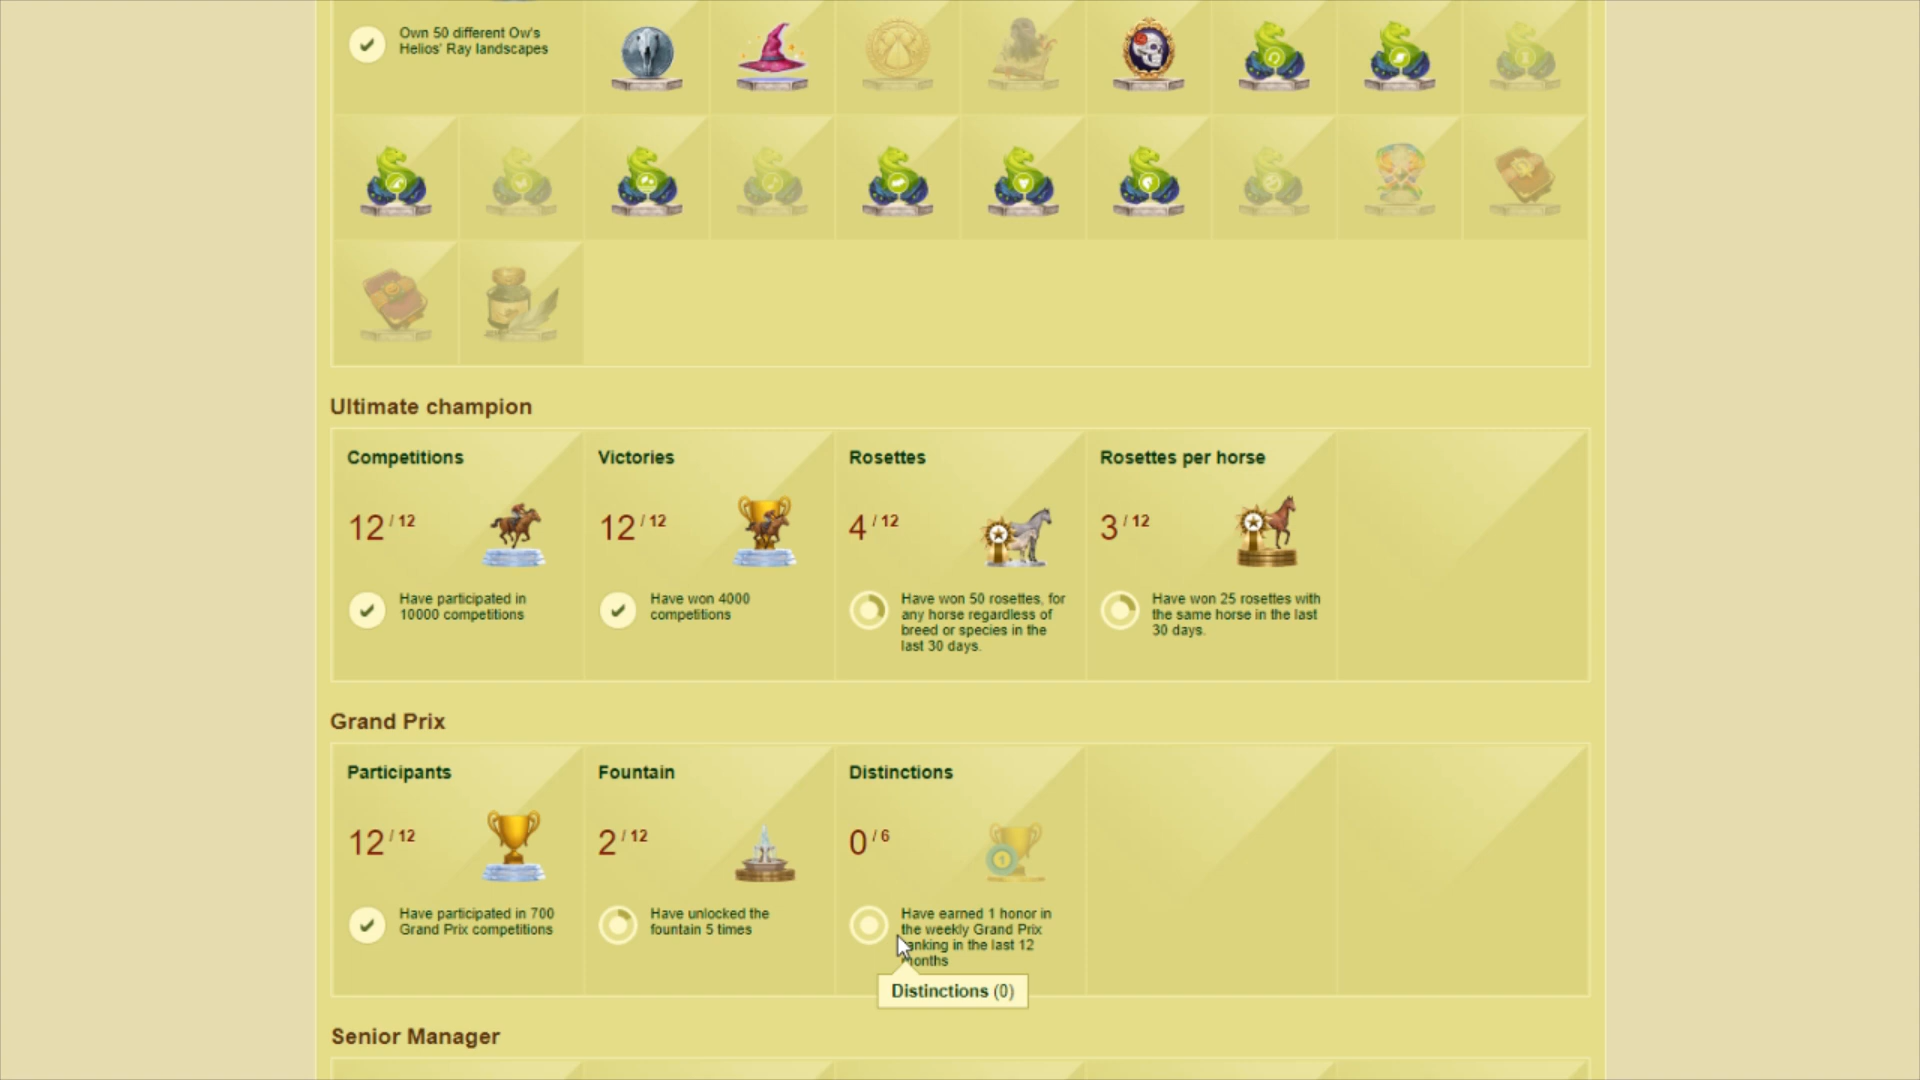 Own 50 different Ow's
Helios' Ray landscapes
Ultimate champion
Competitions
12 / 12
Have participated in
10000 competitions
Victories
12 / 12
Have won 4000
competitions
Rosettes
4 / 12
Have won 50 rosettes, for
any horse regardless of
breed or species in the
last 30 days.
Rosettes per horse
3 / 12
Have won 25 rosettes with
the same horse in the last
30 days.
Grand Prix
Participants
12 / 12
Have participated in 700
Grand Prix competitions
Fountain
2 / 12
Have unlocked the
fountain 5 times
Distinctions
0 / 6
1
Have earned 1 honor in
the weekly Grand Prix
ranking in the last 12
months
Distinctions (0)
Senior Manager